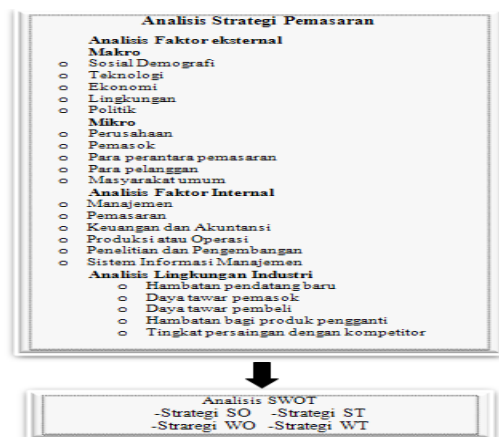 Analisis Strategi Pemasaran
Analisis Faktor eksternal
Makro
o Sosial Demografi
o Teknologi
o Ekonomi
o Lingkungan
o Politik
Mikro
o Perusahaan
o Pemasok
o Para perantara pemasaran
o Para pelanggan
o Masyarakat umum
Analisis Faktor Internal
o Manajemen
o Pemasaran
o Keuangan dan Akuntansi
o Produksi atau Operasi
o Penelitian dan Pengembangan
o Sistem Informasi Manajemen
Analisis Lingkungan Industri
o Hambatan pendatang baru
o Daya tawar pemasok
o Daya tawar pembeli
o Hambatan bagi produk pengganti
o Tingkat persaingan dengan kompetitor
Analisis SWOT
-Strategi SO -Strategi ST
-Straregi WO -Strategi WT